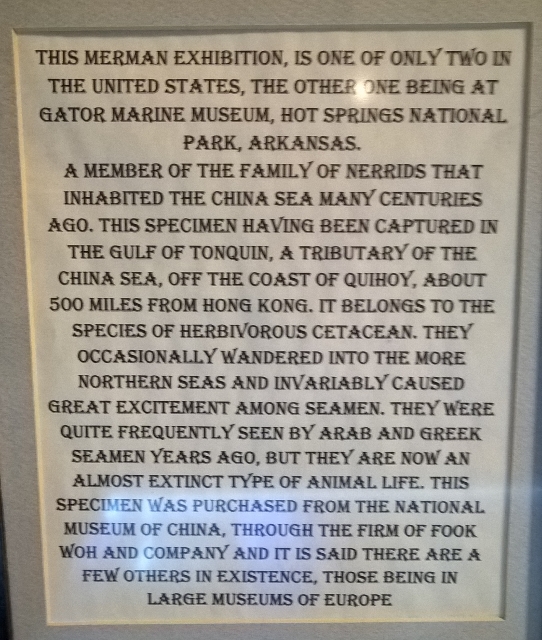 THIS MERMAN EXHIBITION, IS ONE OF ONLY TWO IN
THE UNITED STATES, THE OTHER ONE BEING AT
GATOR MARINE MUSEUM, HOT SPRINGS NATIONAL
PARK, ARKANSAS.
A MEMBER OF THE FAMILY OF NERRIDS THAT
INHABITED THE CHINA SEA MANY CENTURIES
AGO. THIS SPECIMEN HAVING BEEN CAPTURED IN
THE GULF OF TONQUIN, A TRIBUTARY OF THE
CHINA SEA, OFF THE COAST OF QUIHOY, ABOUT
500 MILES FROM HONG KONG. IT BELONGS TO THE
SPECIES OF HERBIVOROUS CETACEAN. THEY
OCCASIONALLY WANDERED INTO THE MORE
NORTHERN SEAS AND INVARIABLY CAUSED
GREAT EXCITEMENT AMONG SEAMEN. THEY WERE
QUITE FREQUENTLY SEEN BY ARAB AND GREEK
SEAMEN YEARS AGO, BUT THEY ARE NOW AN
ALMOST EXTINCT TYPE OF ANIMAL LIFE. THIS
SPECIMEN WAS PURCHASED FROM THE NATIONAL
MUSEUM OF CHINA, THROUGH THE FIRM OF FOOK
WOH AND COMPANY AND IT IS SAID THERE ARE A
FEW OTHERS IN EXISTENCE, THOSE BEING IN
LARGE MUSEUMS OF EUROPE